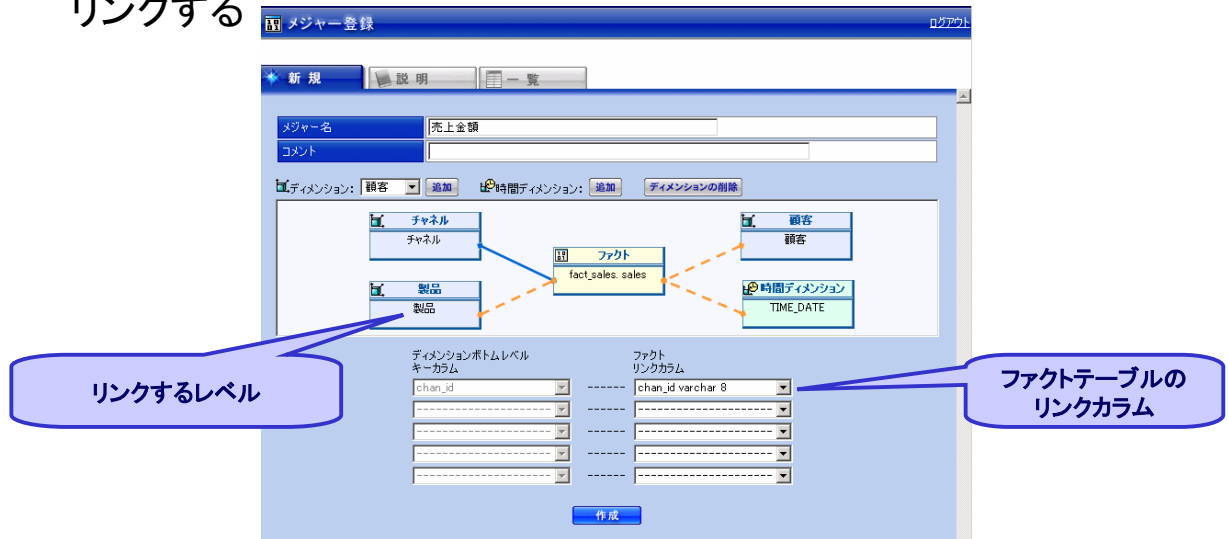 リンクする
メジャー登録
ログアウト
新 規
説 明
一 覧
メジャー名
売上金額
コメント
ディメンション:
顧客
追加
時間ディメンション:
追加
ディメンションの削除
チャネル
チャネル
顧客
顧客
ファクト
fact_sales. sales
製品
製品
時間ディメンション
TIME_DATE
リンクするレベル
ディメンションボトムレベル
キーカラム
ファクト
リンクカラム
chan_id
------
chan_id varchar 8
ファクトテーブルの
リンクカラム
作成